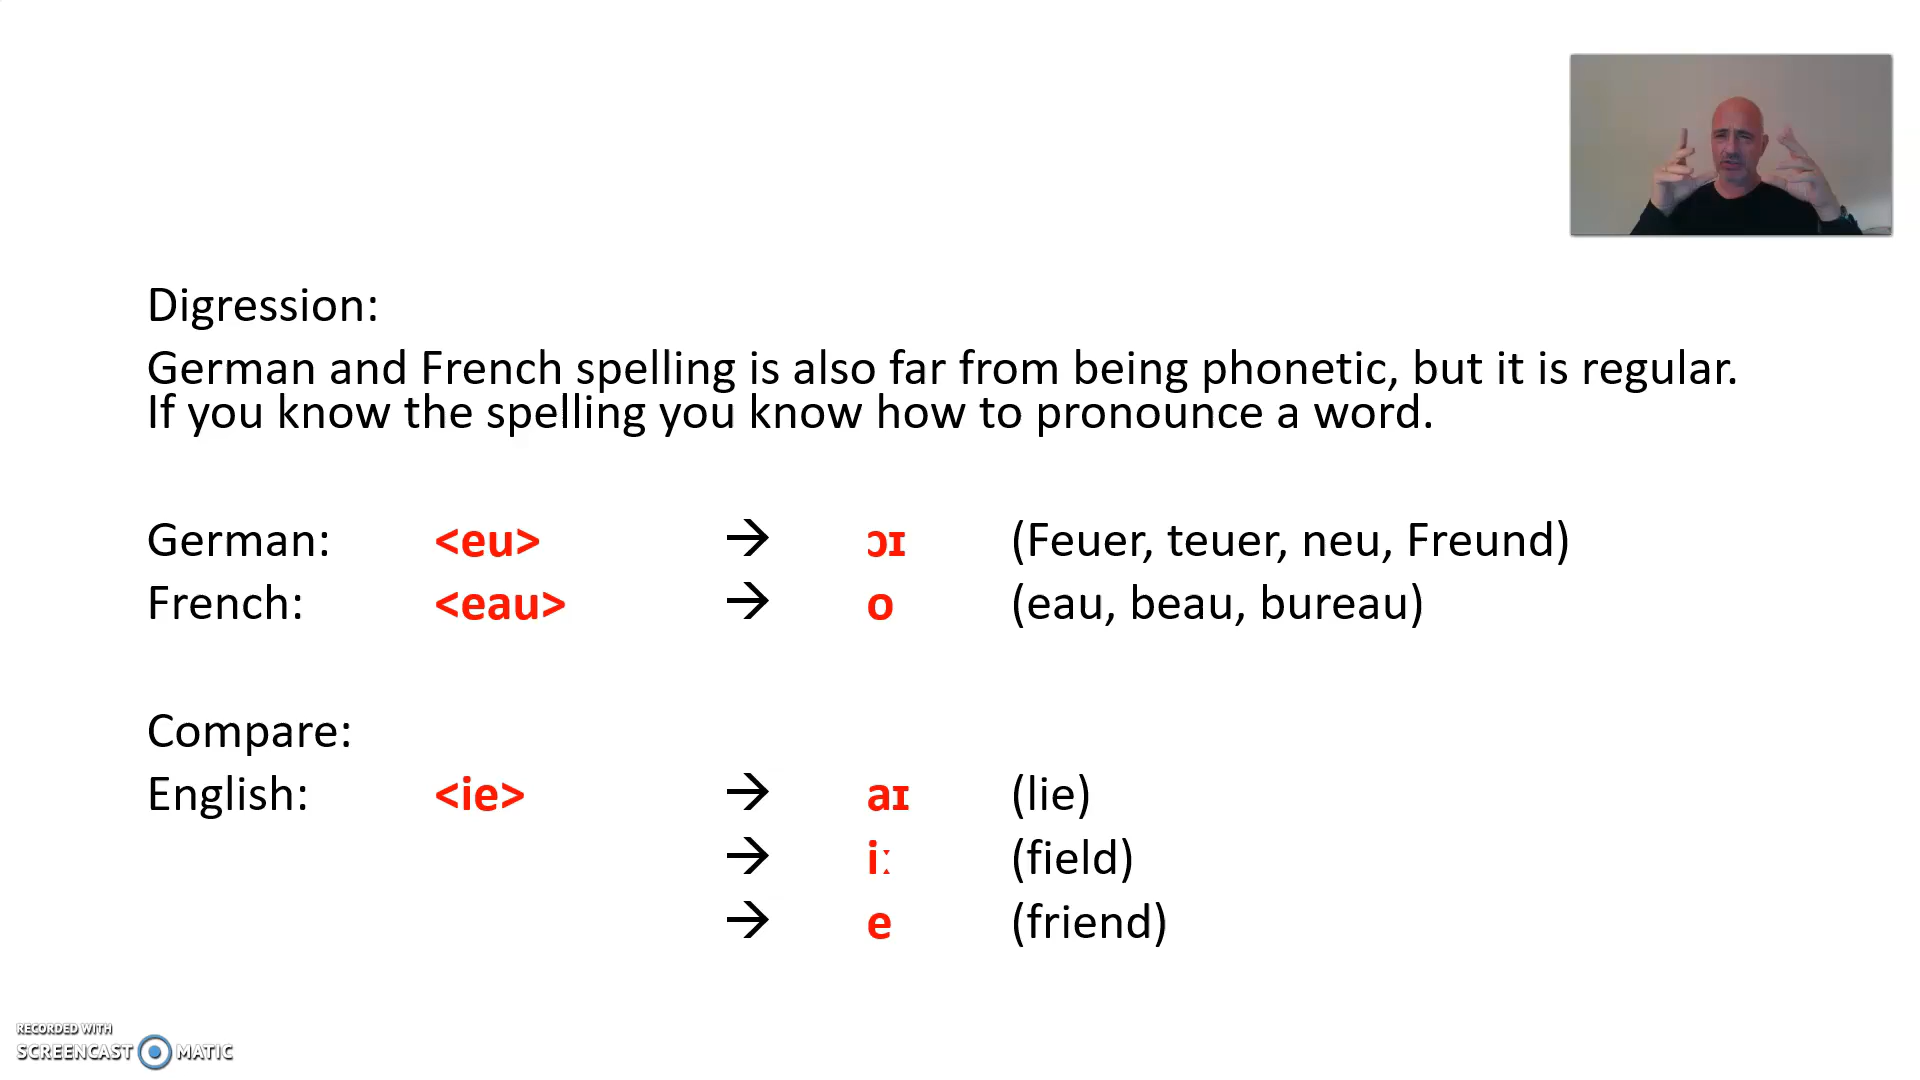 Digression:
German and French spelling is also far from being phonetic, but it is regular.
If you know the spelling you know how to pronounce a word.
German: <eu> → ɔɪ (Feuer, teuer, neu, Freund)
French: <eau> → o (eau, beau, bureau)
Compare:
English: <ie> → aɪ (lie)
→ iː (field)
→ e (friend)
RECORDED WITH
SCREENCAST MATIC